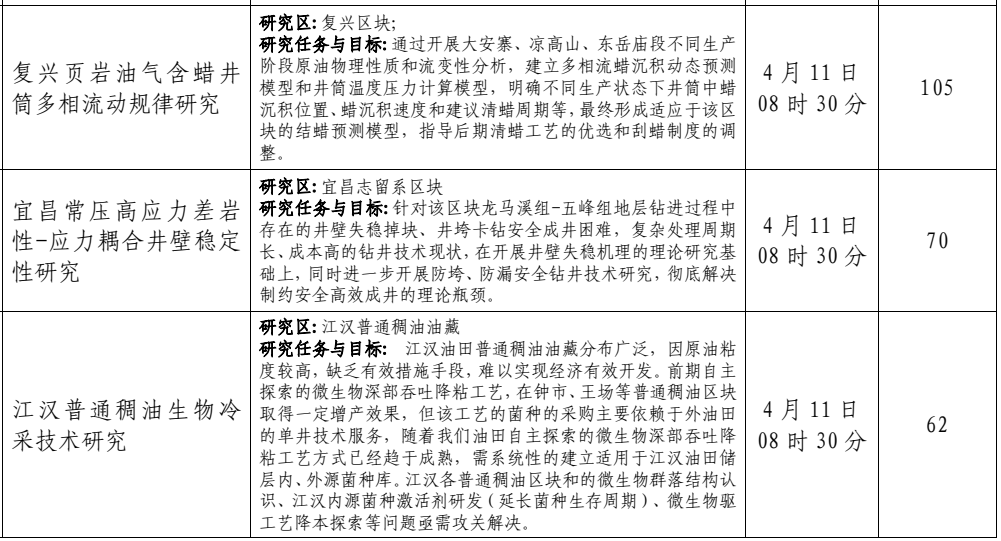 复兴页岩油气含蜡井
筒多相流动规律研究
研究区:复兴区块;
研究任务与目标:通过开展大安寨、凉高山、东岳庙段不同生产
阶段原油物理性质和流变性分析，建立多相流蜡沉积动态预测
模型和井筒温度压力计算模型，明确不同生产状态下井筒中蜡
沉积位置、蜡沉积速度和建议清蜡周期等，最终形成适应于该区
块的结蜡预测模型，指导后期清蜡工艺的优选和刮蜡制度的调
整。
4月11日
08时30分
105
宜昌常压高应力差岩
性-应力耦合井壁稳定
性研究
研究区:宜昌志留系区块
研究任务与目标:针对该区块龙马溪组-五峰组地层钻进过程中
存在的井壁失稳掉块、井垮卡钻安全成井困难，复杂处理周期
长、成本高的钻井技术现状，在开展井壁失稳机理的理论研究基
础上，同时进一步开展防垮、防漏安全钻井技术研究，彻底解决
制约安全高效成井的理论瓶颈。
4月11日
08时30分
70
江汉普通稠油生物冷
采技术研究
研究区:江汉普通稠油油藏
研究任务与目标: 江汉油田普通稠油油藏分布广泛，因原油粘
度较高，缺乏有效措施手段，难以实现经济有效开发。前期自主
探索的微生物深部吞吐降粘工艺，在钟市、王场等普通稠油区块
取得一定增产效果，但该工艺的菌种的采购主要依赖于外油田
的单井技术服务，随着我们油田自主探索的微生物深部吞吐降
粘工艺方式已经趋于成熟，需系统性的建立适用于江汉油田储
层内、外源菌种库。江汉各普通稠油区块和的微生物群落结构认
识、江汉内源菌种激活剂研发(延长菌种生存周期)、微生物驱
工艺降本探索等问题亟需攻关解决。
4月11日
08时30分
62